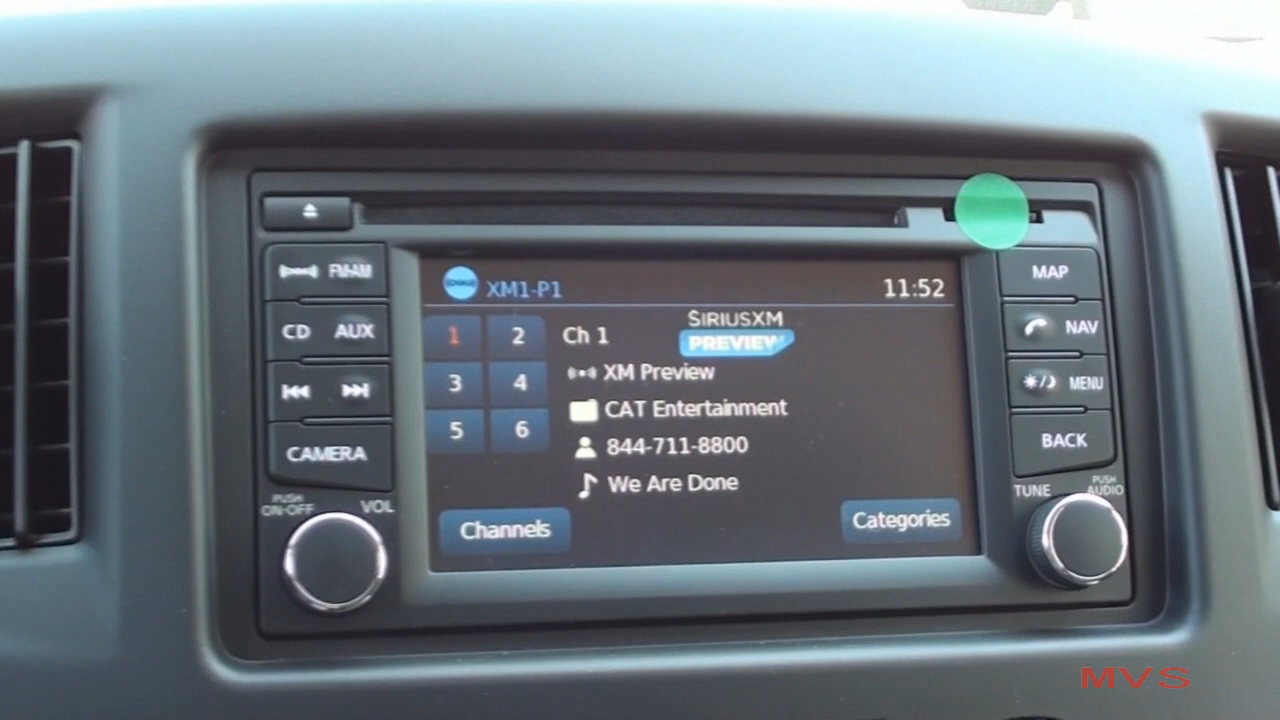 FM·AM
CD AUX
CAMERA
PUSH
ON·OFF
VOL
XM1-P1
11:52
1 2
3 4
5 6
Ch 1
SIRIUSXM
PREVIEW
XM Preview
CAT Entertainment
844-711-8800
We Are Done
Channels
Categories
MAP
NAV
MENU
BACK
TUNE
PUSH
AUDIO
MVS